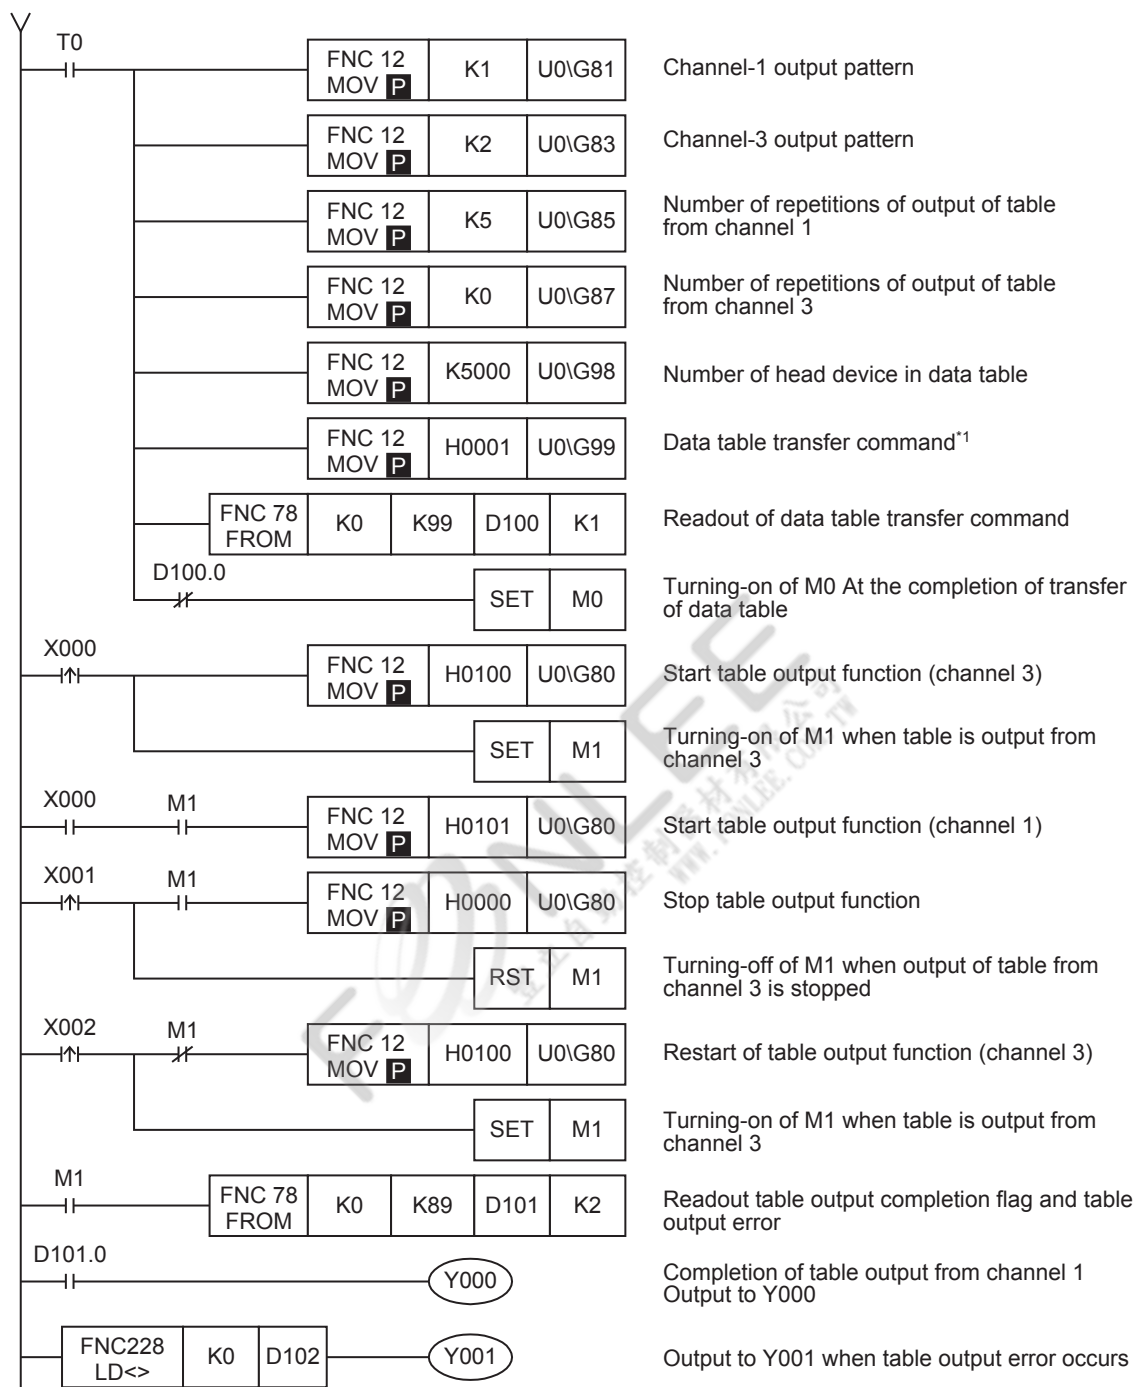 T0
FNC 12 MOV P K1 U0\G81 Channel-1 output pattern
FNC 12 MOV P K2 U0\G83 Channel-3 output pattern
FNC 12 MOV P K5 U0\G85 Number of repetitions of output of table from channel 1
FNC 12 MOV P K0 U0\G87 Number of repetitions of output of table from channel 3
FNC 12 MOV P K5000 U0\G98 Number of head device in data table
FNC 12 MOV P H0001 U0\G99 Data table transfer command*1
FNC 78 FROM K0 K99 D100 K1 Readout of data table transfer command
D100.0
SET M0 Turning-on of M0 At the completion of transfer of data table
X000
FNC 12 MOV P H0100 U0\G80 Start table output function (channel 3)
SET M1 Turning-on of M1 when table is output from channel 3
X000 M1
FNC 12 MOV P H0101 U0\G80 Start table output function (channel 1)
X001 M1
FNC 12 MOV P H0000 U0\G80 Stop table output function
RST M1 Turning-off of M1 when output of table from channel 3 is stopped
X002 M1
FNC 12 MOV P H0100 U0\G80 Restart of table output function (channel 3)
SET M1 Turning-on of M1 when table is output from channel 3
M1
FNC 78 FROM K0 K89 D101 K2 Readout table output completion flag and table output error
D101.0
Y000 Completion of table output from channel 1 Output to Y000
FNC228 LD<> K0 D102 Y001 Output to Y001 when table output error occurs
FONLEE
WWW.FONLEE.COM.TW